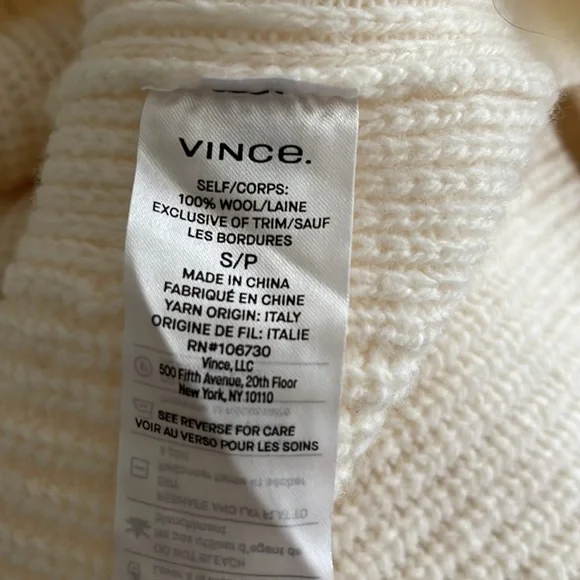 VINCE.
SELF/CORPS:
100% WOOL/LAINE
EXCLUSIVE OF TRIM/SAUF
LES BORDURES
S/P
MADE IN CHINA
FABRIQUÉ EN CHINE
YARN ORIGIN: ITALY
ORIGINE DE FIL: ITALIE
RN#106730
Vince, LLC
500 Fifth Avenue, 20th Floor
New York, NY 10110
SEE REVERSE FOR CARE
VOIR AU VERSO POUR LES SOINS